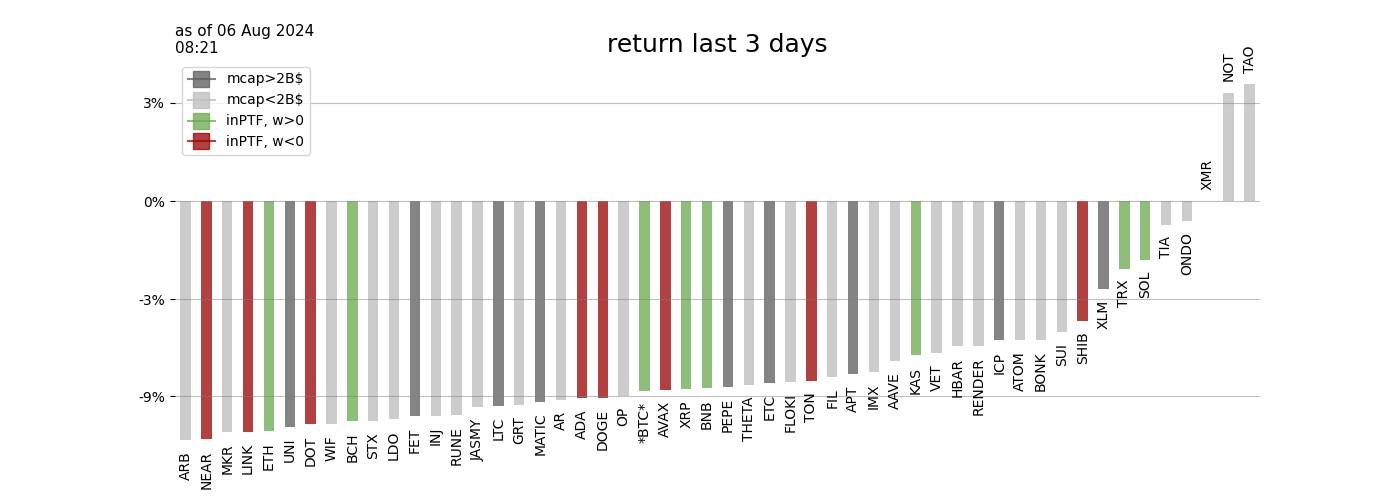 as of 06 Aug 2024
08:21
return last 3 days
mcap>2B$
mcap<2B$
inPTF, w>0
inPTF, w<0
3%
0%
-3%
-9%
ARB
NEAR
MKR
LINK
ETH
UNI
DOT
WIF
BCH
STX
LDO
FET
INJ
RUNE
JASMY
LTC
GRT
MATIC
AR
ADA
DOGE
OP
*BTC*
AVAX
XRP
BNB
PEPE
THETA
ETC
FLOKI
TON
FIL
APT
IMX
AAVE
KAS
VET
HBAR
RENDER
ICP
ATOM
BONK
SUI
SHIB
XLM
TRX
SOL
TIA
ONDO
XMR
NOT
TAO